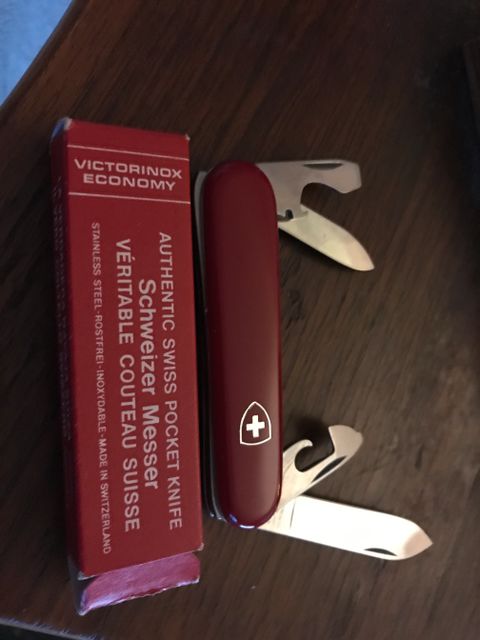 VICTORINOX
ECONOMY
AUTHENTIC SWISS POCKET KNIFE
Schweizer Messer
VÉRITABLE COUTEAU SUISSE
STAINLESS STEEL-ROSTFREI-INOXYDABLE-MADE IN SWITZERLAND